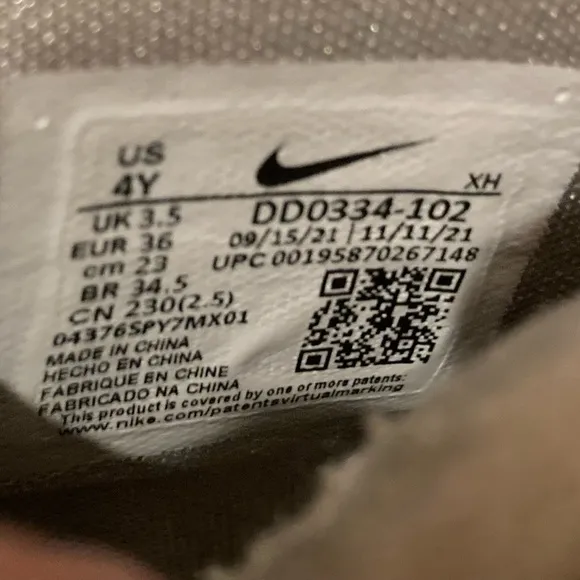 US
4Y
XH
UK 3.5
EUR 36
cm 23
BR 34.5
CN 230(2.5)
DD0334-102
09/15/21 | 11/11/21
UPC 00195870267148
04376SPY7MX01
MADE IN CHINA
HECHO EN CHINA
FABRIQUE EN CHINE
FABRICADO NA CHINA
This product is covered by one or more patents:
www.nike.com/patentsvirtualmarking